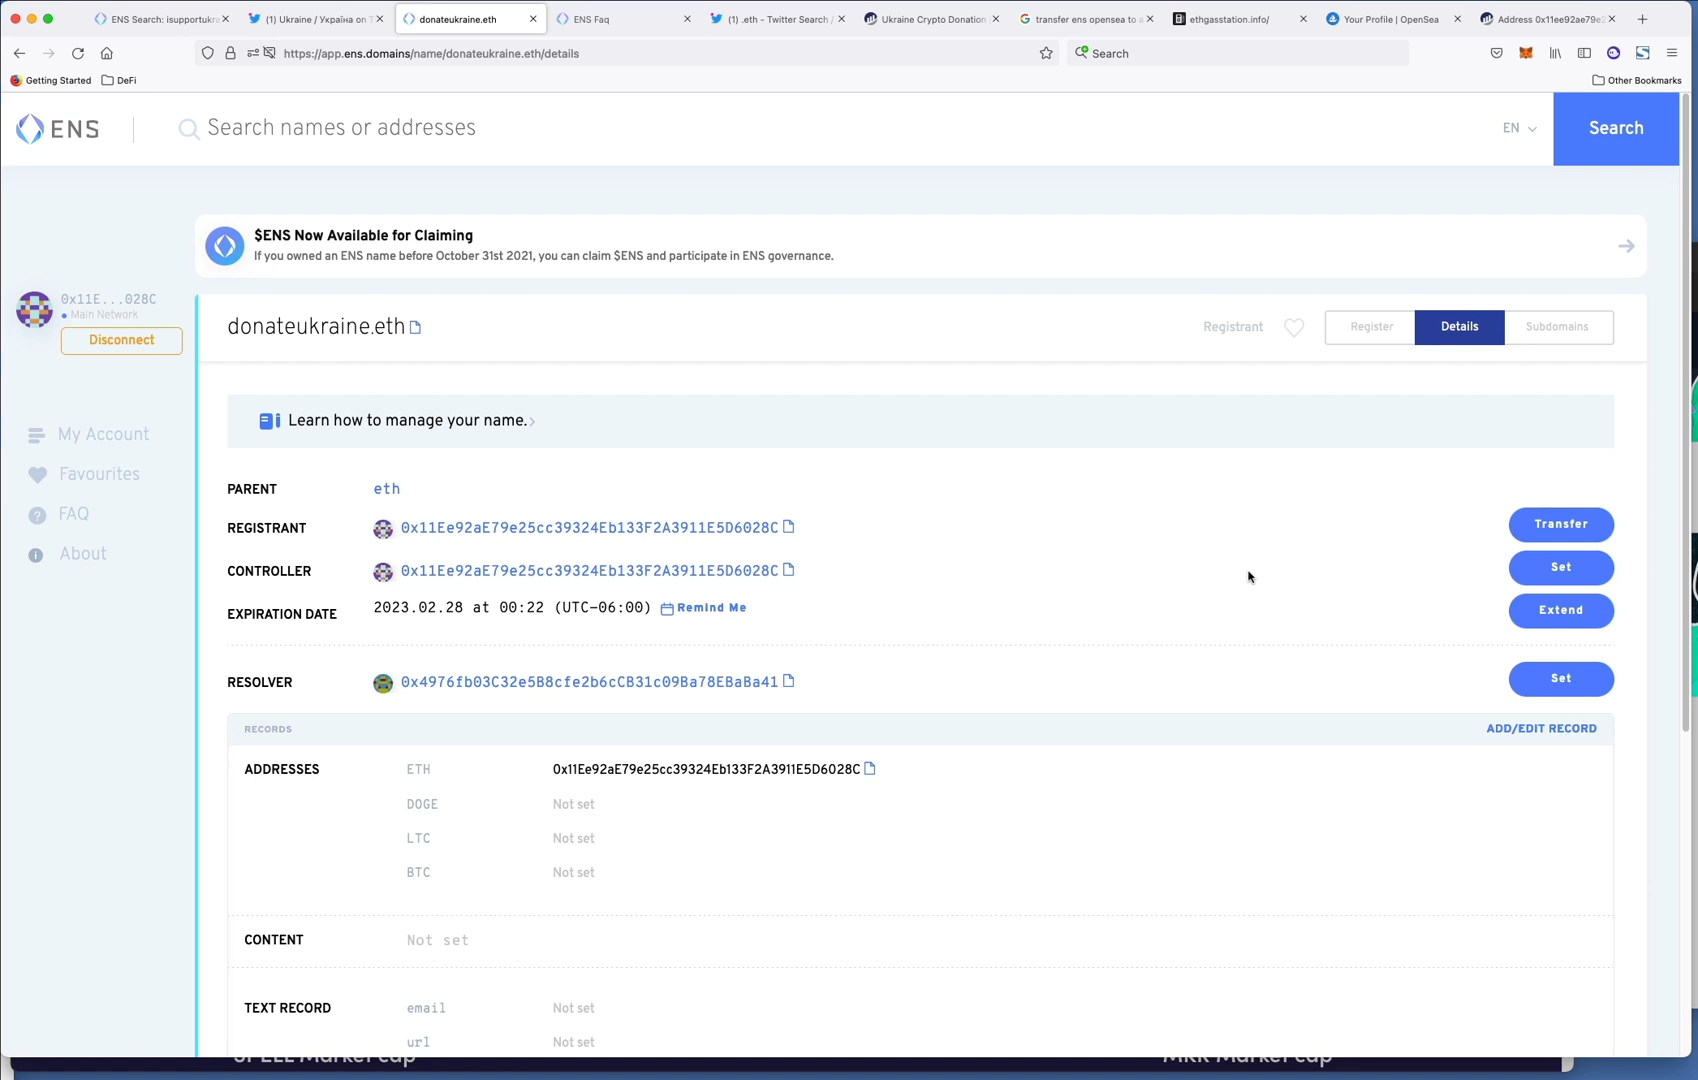 ENS Search: isupportukra
(1) Ukraine / Україна on T
donateukraine.eth
ENS Faq
(1) .eth - Twitter Search /
Ukraine Crypto Donation
transfer ens opensea to a
ethgasstation.info/
Your Profile | OpenSea
Address 0x11ee92ae79e2
https://app.ens.domains/name/donateukraine.eth/details
Search
Getting Started
DeFi
Other Bookmarks
ENS
Search names or addresses
EN
Search
$ENS Now Available for Claiming
If you owned an ENS name before October 31st 2021, you can claim $ENS and participate in ENS governance.
0x11E...028C
Main Network
Disconnect
My Account
Favourites
FAQ
About
donateukraine.eth
Registrant
Register
Details
Subdomains
Learn how to manage your name.
PARENT eth
REGISTRANT 0x11Ee92aE79e25cc39324Eb133F2A3911E5D6028C Transfer
CONTROLLER 0x11Ee92aE79e25cc39324Eb133F2A3911E5D6028C Set
EXPIRATION DATE 2023.02.28 at 00:22 (UTC-06:00) Remind Me Extend
RESOLVER 0x4976fb03C32e5B8cfe2b6cCB31c09Ba78EBaBa41 Set
RECORDS ADD/EDIT RECORD
ADDRESSES ETH 0x11Ee92aE79e25cc39324Eb133F2A3911E5D6028C
DOGE Not set
LTC Not set
BTC Not set
CONTENT Not set
TEXT RECORD email Not set
url Not set
SPELL Market cap
MKR Market cap